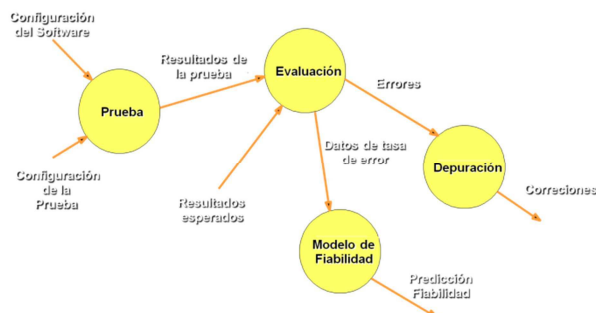 Configuración
del Software
Resultados de
la prueba
Evaluación
Errores
Prueba
Datos de tasa
de error
Configuración
de la
Prueba
Resultados
esperados
Depuración
Correciones
Modelo de
Fiabilidad
Predicción
Fiabilidad